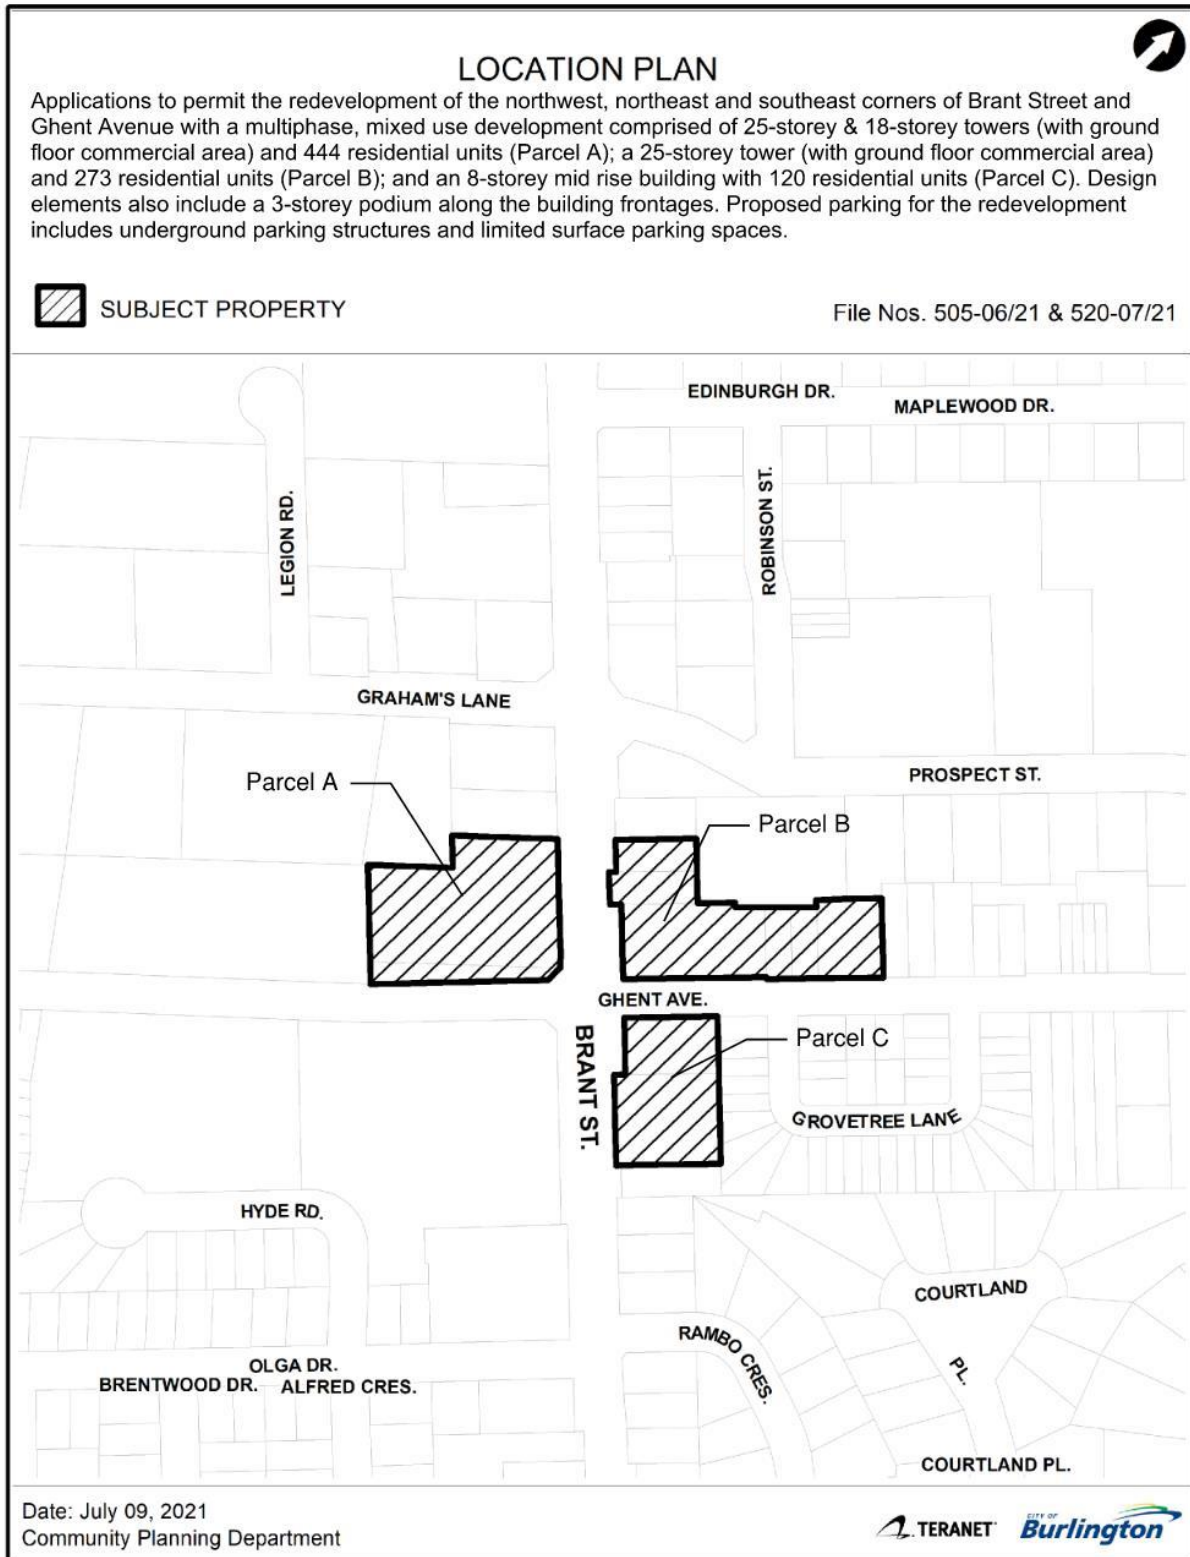 LOCATION PLAN
Applications to permit the redevelopment of the northwest, northeast and southeast corners of Brant Street and
Ghent Avenue with a multiphase, mixed use development comprised of 25-storey & 18-storey towers (with ground
floor commercial area) and 444 residential units (Parcel A); a 25-storey tower (with ground floor commercial area)
and 273 residential units (Parcel B); and an 8-storey mid rise building with 120 residential units (Parcel C). Design
elements also include a 3-storey podium along the building frontages. Proposed parking for the redevelopment
includes underground parking structures and limited surface parking spaces.
SUBJECT PROPERTY
File Nos. 505-06/21 & 520-07/21
EDINBURGH DR.
MAPLEWOOD DR.
LEGION RD.
ROBINSON ST.
GRAHAM'S LANE
PROSPECT ST.
Parcel A
Parcel B
GHENT AVE.
BRANT ST.
Parcel C
GROVETREE LANE
HYDE RD.
COURTLAND
PL.
RAMBO CRES.
OLGA DR.
BRENTWOOD DR.
ALFRED CRES.
COURTLAND PL.
Date: July 09, 2021
Community Planning Department
TERANET
CITY OF
Burlington